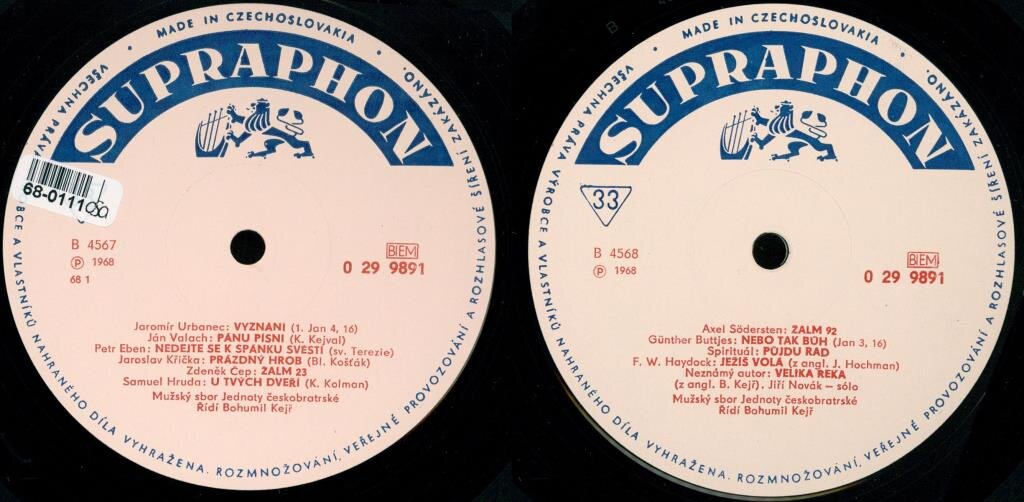 MADE IN CZECHOSLOVAKIA
VŠECHNA PRÁVA VÝROBCE A VLASTNÍKŮ NAHRANÉHO DÍLA VYHRAŽENA. ROZMNOŽOVÁNÍ, VEŘEJNÉ PROVOZOVÁNÍ A ROZHLASOVÉ ŠÍŘENÍ ZAKÁZÁNO.
SUPRAPHON
68-0111
B 4567
Ⓟ 1968
68 1
BIEM
0 29 9891
Jaromír Urbanec: VYZNÁNÍ (1. Jan 4, 16)
Ján Valach: PÁNU PÍSNI (K. Kejval)
Petr Eben: NEDEJTE SE K SPÁNKU SVÉSTI (sv. Terezie)
Jaroslav Křička: PRÁZDNÝ HROB (Bl. Košťák)
Zdeněk Čep: ŽALM 23
Samuel Hruda: U TVÝCH DVEŘÍ (K. Kolman)
Mužský sbor Jednoty českobratrské
Řídí Bohumil Kejř
MADE IN CZECHOSLOVAKIA
VŠECHNA PRÁVA VÝROBCE A VLASTNÍKŮ NAHRANÉHO DÍLA VYHRAŽENA. ROZMNOŽOVÁNÍ, VEŘEJNÉ PROVOZOVÁNÍ A ROZHLASOVÉ ŠÍŘENÍ ZAKÁZÁNO.
SUPRAPHON
33
B 4568
Ⓟ 1968
BIEM
0 29 9891
Axel Södersten: ŽALM 92
Günther Buttjes: NEBO TAK BŮH (Jan 3, 16)
Spirituál: PŮJDU RÁD
F. W. Haydock: JEŽÍŠ VOLÁ (z angl. J. Hochman)
Neznámý autor: VELIKÁ ŘEKA
(z angl. B. Kejř). Jiří Novák – sólo
Mužský sbor Jednoty českobratrské
Řídí Bohumil Kejř